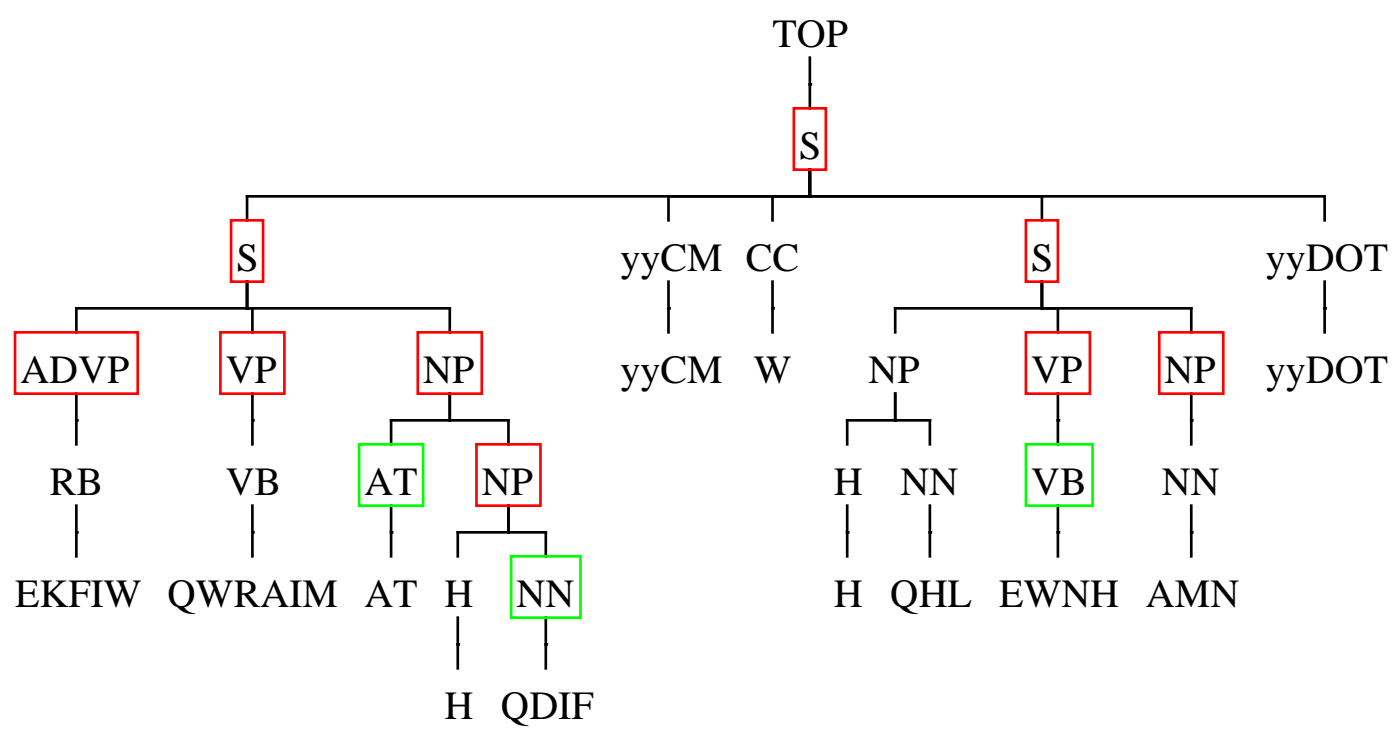 TOP
S
S yyCM CC S yyDOT
ADVP VP NP yyCM W NP VP NP yyDOT
RB VB AT NP H NN VB NN
EKFIW QWRAIM AT H NN H QHL EWNH AMN
H QDIF